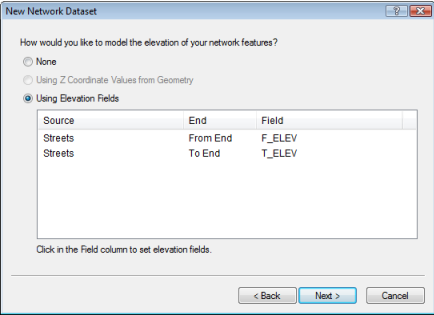 New Network Dataset
How would you like to model the elevation of your network features?
None
Using Z Coordinate Values from Geometry
Using Elevation Fields
Source End Field
Streets From End F_ELEV
Streets To End T_ELEV
Click in the Field column to set elevation fields.
< Back Next > Cancel